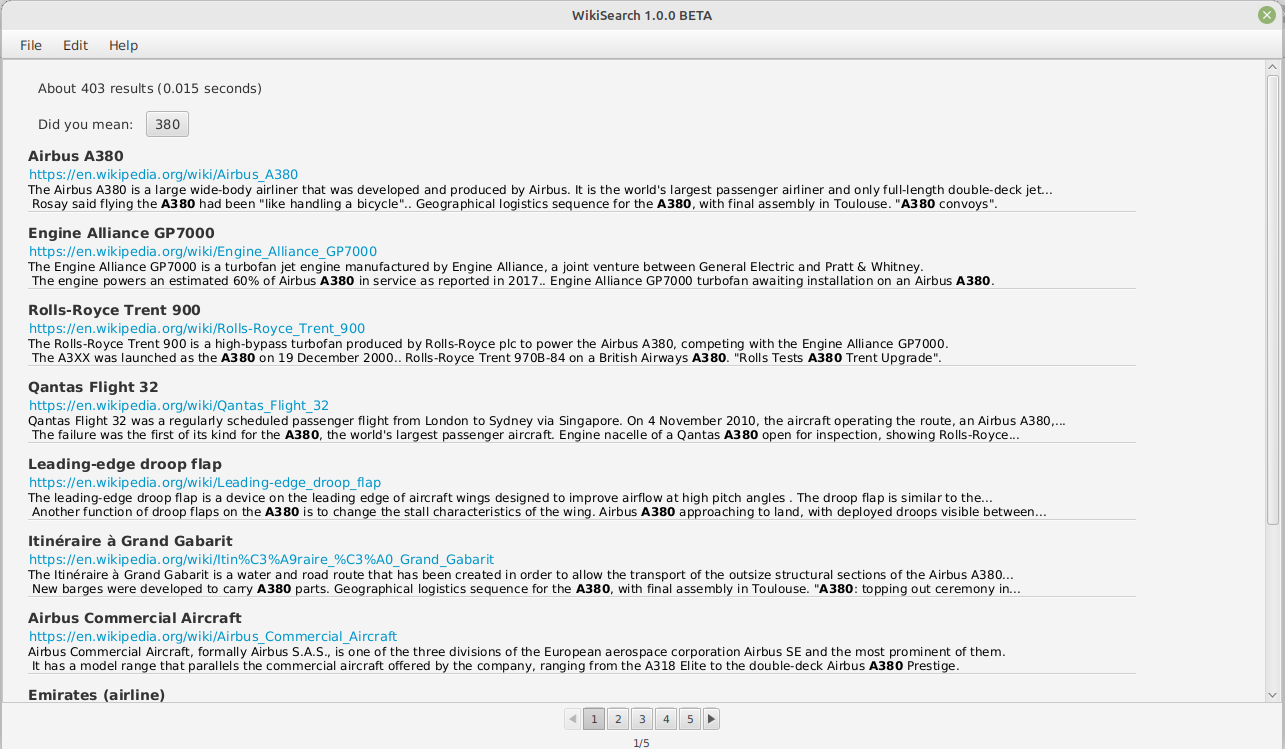 WikiSearch 1.0.0 BETA
File Edit Help
About 403 results (0.015 seconds)
Did you mean: 380
Airbus A380
https://en.wikipedia.org/wiki/Airbus_A380
The Airbus A380 is a large wide-body airliner that was developed and produced by Airbus. It is the world's largest passenger airliner and only full-length double-deck jet...
Rosay said flying the A380 had been "like handling a bicycle".. Geographical logistics sequence for the A380, with final assembly in Toulouse. "A380 convoys".
Engine Alliance GP7000
https://en.wikipedia.org/wiki/Engine_Alliance_GP7000
The Engine Alliance GP7000 is a turbofan jet engine manufactured by Engine Alliance, a joint venture between General Electric and Pratt & Whitney.
The engine powers an estimated 60% of Airbus A380 in service as reported in 2017.. Engine Alliance GP7000 turbofan awaiting installation on an Airbus A380.
Rolls-Royce Trent 900
https://en.wikipedia.org/wiki/Rolls-Royce_Trent_900
The Rolls-Royce Trent 900 is a high-bypass turbofan produced by Rolls-Royce plc to power the Airbus A380, competing with the Engine Alliance GP7000.
The A3XX was launched as the A380 on 19 December 2000.. Rolls-Royce Trent 970B-84 on a British Airways A380. "Rolls Tests A380 Trent Upgrade".
Qantas Flight 32
https://en.wikipedia.org/wiki/Qantas_Flight_32
Qantas Flight 32 was a regularly scheduled passenger flight from London to Sydney via Singapore. On 4 November 2010, the aircraft operating the route, an Airbus A380,...
The failure was the first of its kind for the A380, the world's largest passenger aircraft. Engine nacelle of a Qantas A380 open for inspection, showing Rolls-Royce...
Leading-edge droop flap
https://en.wikipedia.org/wiki/Leading-edge_droop_flap
The leading-edge droop flap is a device on the leading edge of aircraft wings designed to improve airflow at high pitch angles . The droop flap is similar to the...
Another function of droop flaps on the A380 is to change the stall characteristics of the wing. Airbus A380 approaching to land, with deployed droops visible between...
Itinéraire à Grand Gabarit
https://en.wikipedia.org/wiki/Itin%C3%A9raire_%C3%A0_Grand_Gabarit
The Itinéraire à Grand Gabarit is a water and road route that has been created in order to allow the transport of the outsize structural sections of the Airbus A380...
New barges were developed to carry A380 parts. Geographical logistics sequence for the A380, with final assembly in Toulouse. "A380: topping out ceremony in...
Airbus Commercial Aircraft
https://en.wikipedia.org/wiki/Airbus_Commercial_Aircraft
Airbus Commercial Aircraft, formally Airbus S.A.S., is one of the three divisions of the European aerospace corporation Airbus SE and the most prominent of them.
It has a model range that parallels the commercial aircraft offered by the company, ranging from the A318 Elite to the double-deck Airbus A380 Prestige.
Emirates (airline)
1 2 3 4 5
1/5